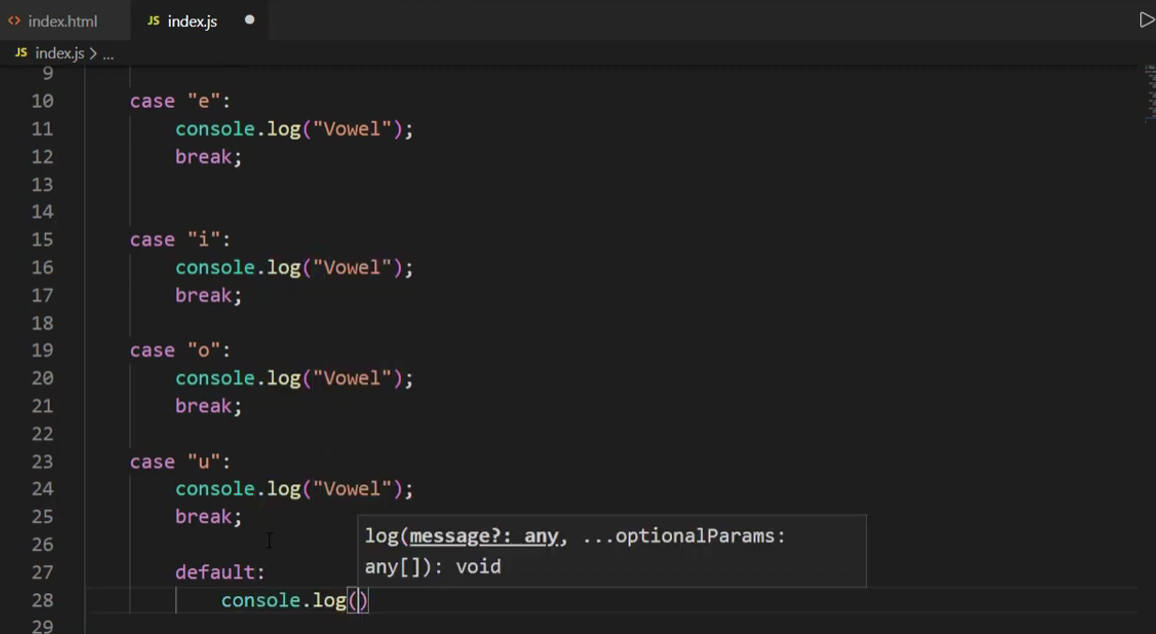 <> index.html JS index.js
JS index.js > ...
9
10 case "e":
11 console.log("Vowel");
12 break;
13
14
15 case "i":
16 console.log("Vowel");
17 break;
18
19 case "o":
20 console.log("Vowel");
21 break;
22
23 case "u":
24 console.log("Vowel");
25 break;
26
27 default:
28 console.log()
29
log(message?: any, ...optionalParams:
any[]): void